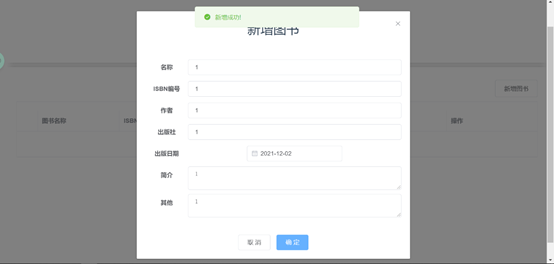 新增成功!
新增图书
名称 1
ISBN编号 1
作者 1
出版社 1
出版日期 2021-12-02
简介 1
其他 1
取消 确定
新增图书
图书名称 ISBN 操作